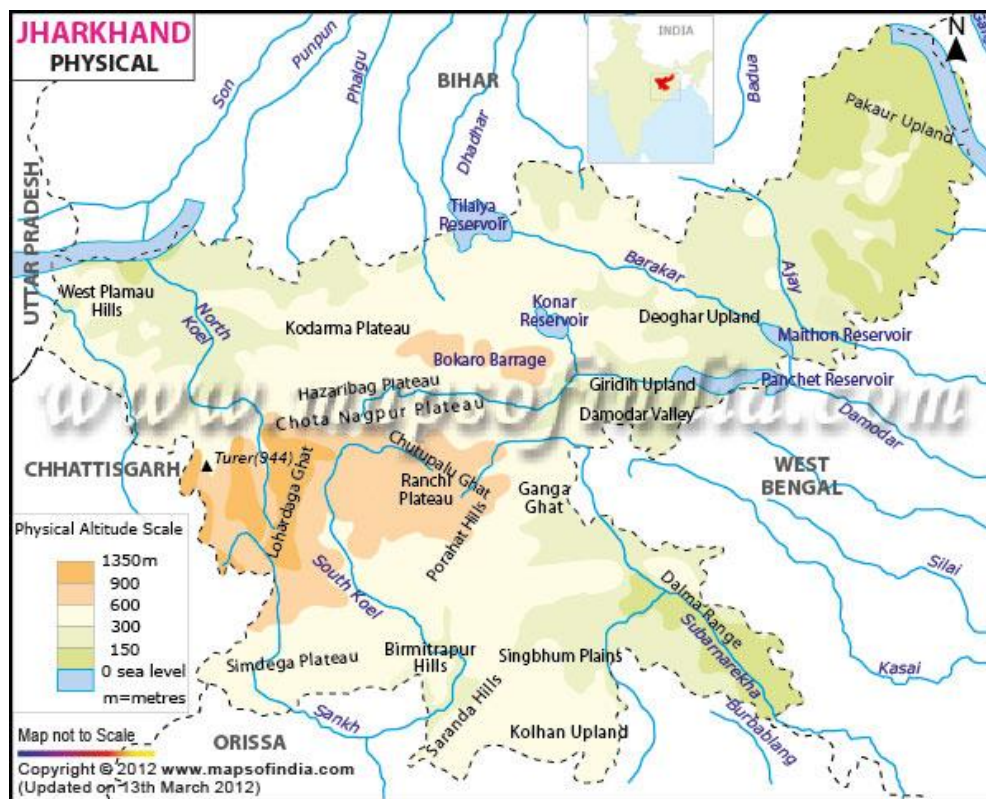 JHARKHAND
PHYSICAL
Son
Punpun
Phalgu
BIHAR
Dhadhar
INDIA
Badua
N
Pakaur Upland
UTTAR PRADESH
Tilaiya
Reservoir
Barakar
Ajay
West Plamau
Hills
North
Koel
Kodarma Plateau
Konar
Reservoir
Deoghar Upland
Maithon Reservoir
Bokaro Barrage
Hazaribag Plateau
Giridih Upland
Panchet Reservoir
Chota Nagpur Plateau
Damodar Valley
Damodar
www.mapsofindia.com
CHHATTISGARH
Turer(944)
Lohardaga Ghat
Chutupalu Ghat
Ranchi
Plateau
Ganga
Ghat
WEST
BENGAL
Porahat Hills
South Koel
Silai
Dalma Range
Subarnarekha
Kasai
Simdega Plateau
Birmitrapur
Hills
Singbhum Plains
Sankh
Saranda Hills
Kolhan Upland
Burbablang
ORISSA
Physical Altitude Scale
1350m
900
600
300
150
0 sea level
m=metres
Map not to Scale
Copyright © 2012 www.mapsofindia.com
(Updated on 13th March 2012)